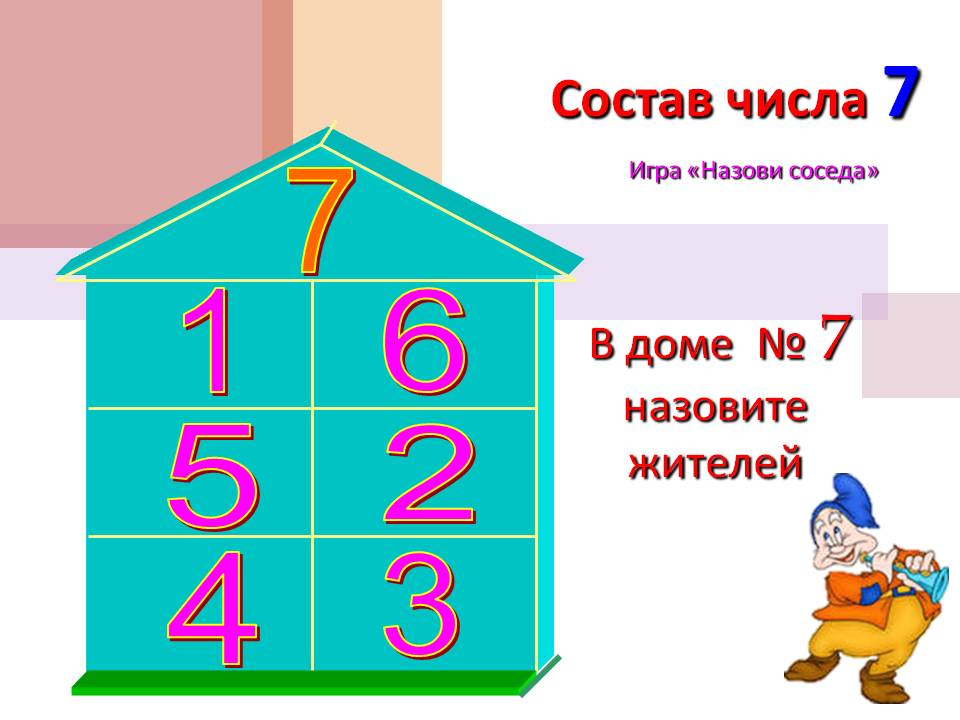 Состав числа 7
Игра «Назови соседа»
7
1 6
5 2
4 3
В доме № 7
назовите
жителей